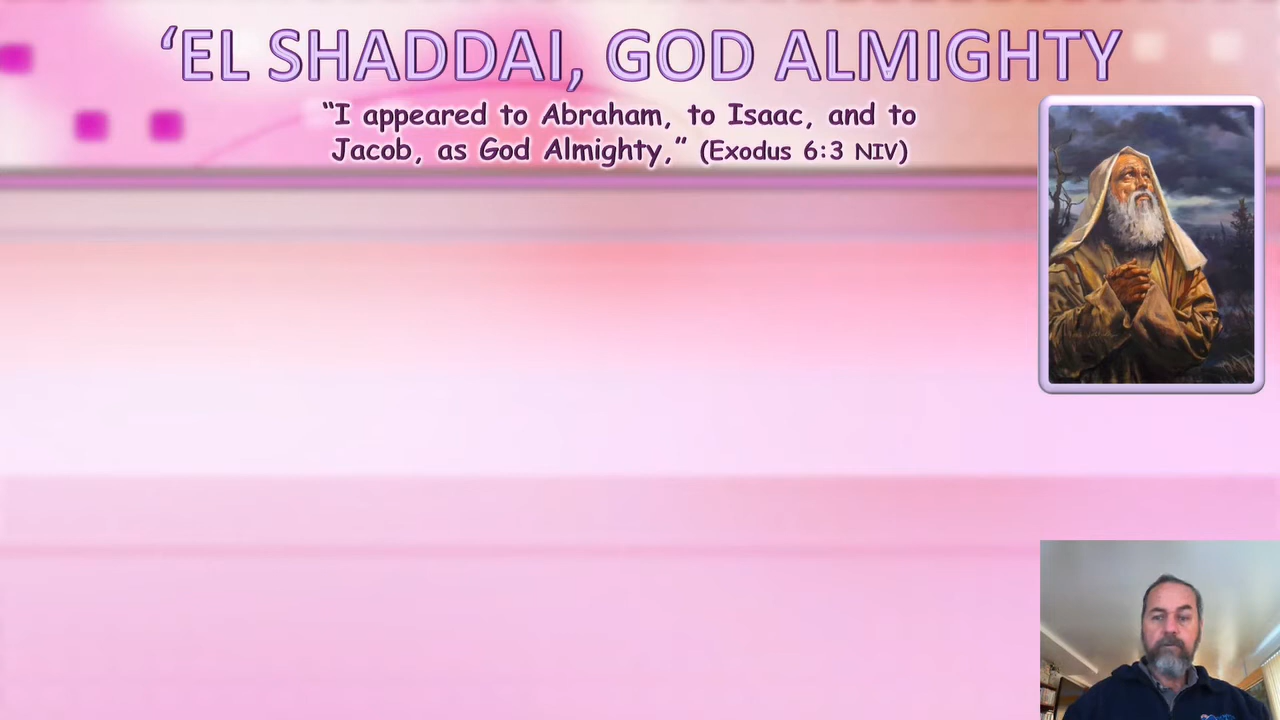 ‘EL SHADDAI, GOD ALMIGHTY
“I appeared to Abraham, to Isaac, and to
Jacob, as God Almighty,” (Exodus 6:3 NIV)